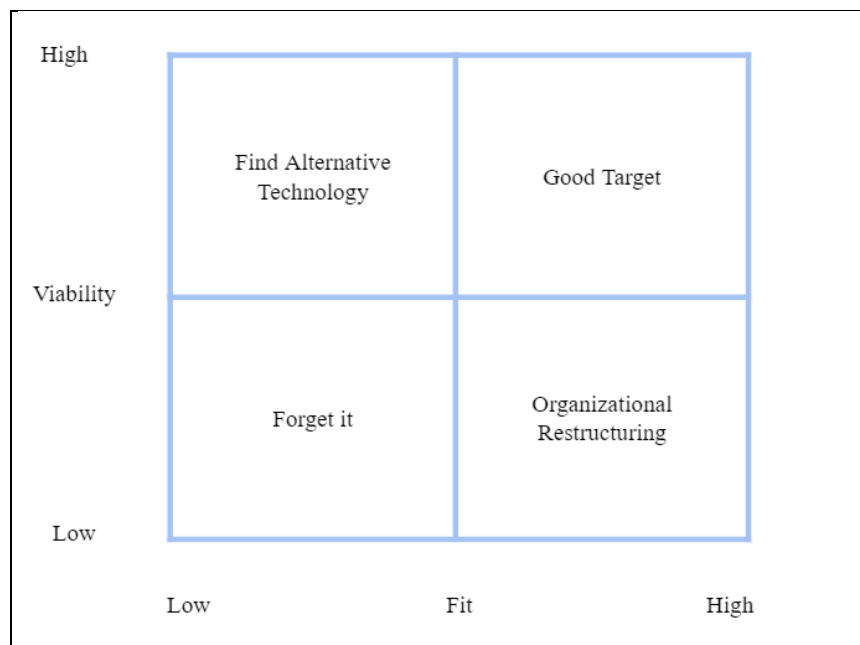 High
Find Alternative
Technology
Good Target
Viability
Forget it
Organizational
Restructuring
Low
Low
Fit
High